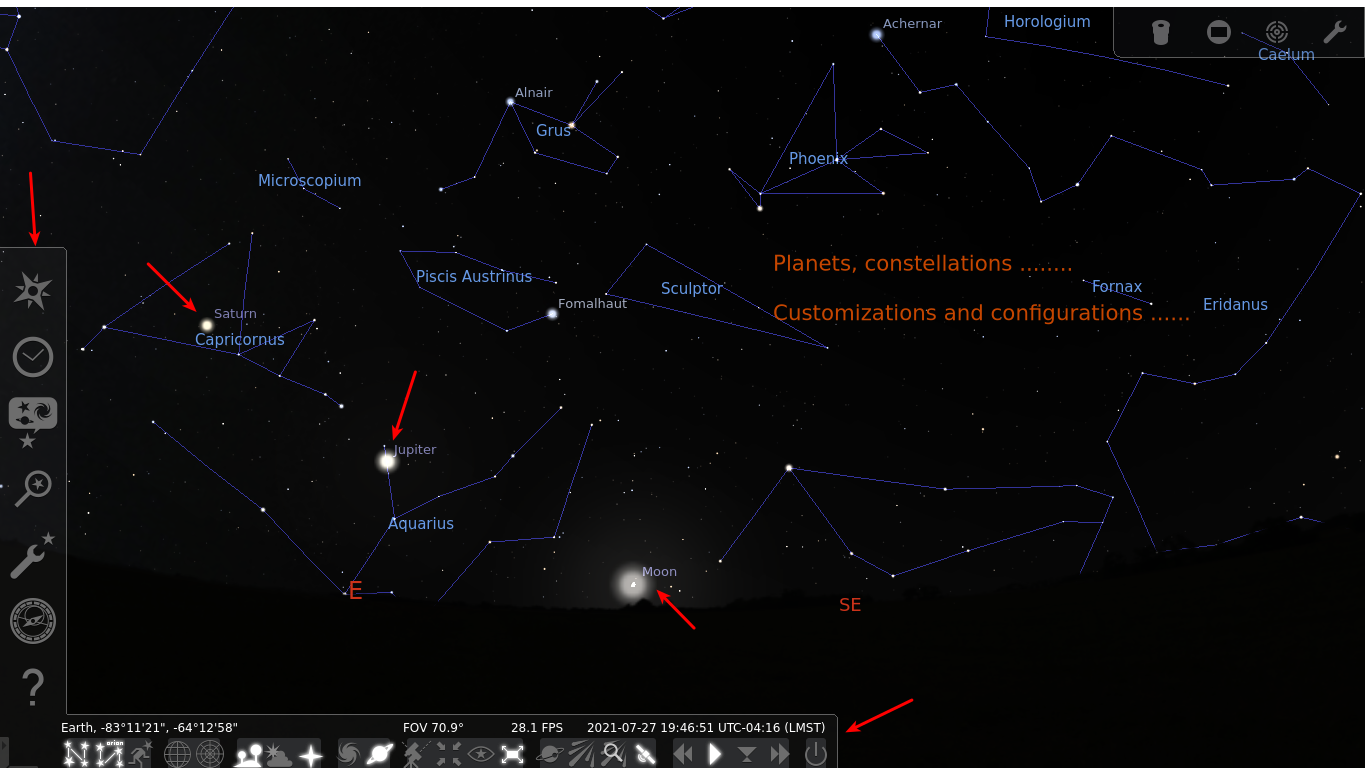 Achernar
Horologium
Caelum
Alnair
Grus
Phoenix
Microscopium
Piscis Austrinus
Sculptor
Planets, constellations ........
Fornax
Fomalhaut
Eridanus
Saturn
Customizations and configurations ......
Capricornus
Jupiter
Aquarius
Moon
E
SE
?
Earth, -83°11'21", -64°12'58" FOV 70.9° 28.1 FPS 2021-07-27 19:46:51 UTC-04:16 (LMST)
orion